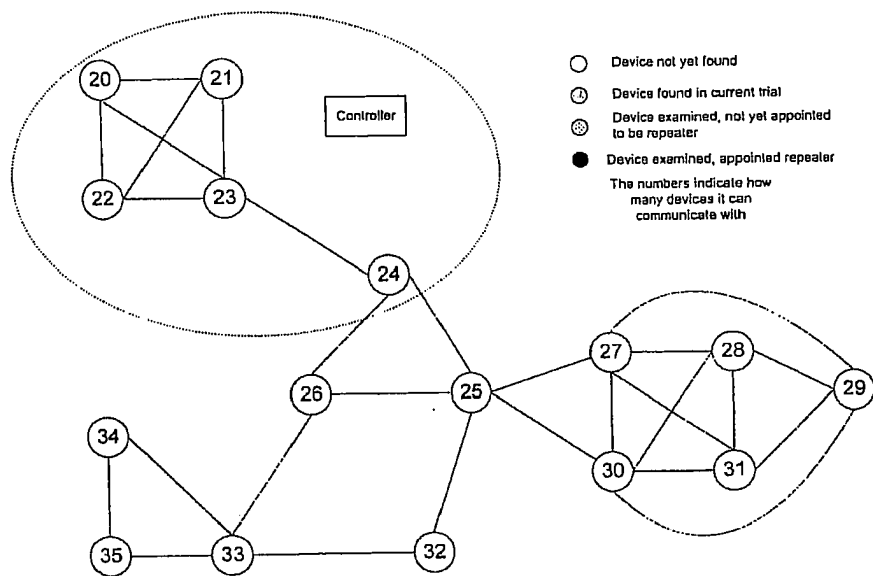 20
21
Controller
22
23
24
Device not yet found
Device found in current trial
Device examined, not yet appointed
to be repeater
Device examined, appointed repeater
The numbers indicate how
many devices it can
communicate with
27
28
29
26
25
34
30
31
35
33
32